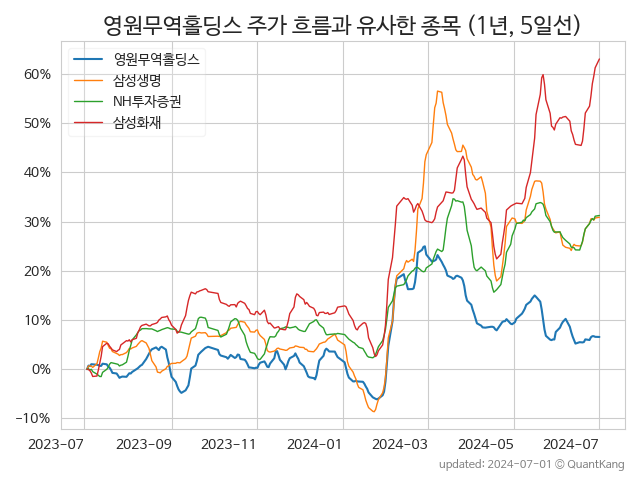 영원무역홀딩스 주가 흐름과 유사한 종목 (1년, 5일선)
영원무역홀딩스
삼성생명
NH투자증권
삼성화재
60%
50%
40%
30%
20%
10%
0%
−10%
2023-07 2023-09 2023-11 2024-01 2024-03 2024-05 2024-07
updated: 2024-07-01 © QuantKang